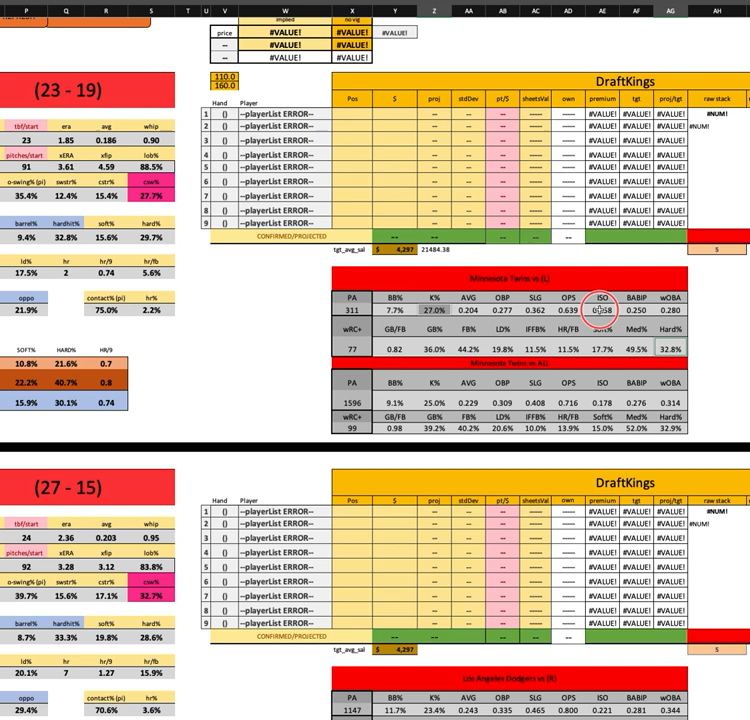 P Q R S T U V W X Y Z AA AB AC AD AE AF AG AH
implied no vig
price #VALUE! #VALUE! #VALUE!
-- #VALUE! #VALUE!
-- #VALUE! #VALUE!
110.0
160.0
(23 - 19) DraftKings
Hand Player Pos $ proj stdDev pt/$ sheetsVal own premium tgt proj/tgt raw stack
1 () --playerList ERROR-- -- -- -- ----- ----- #VALUE! #VALUE! #VALUE! #NUM!
tbf/start era avg whip
2 () --playerList ERROR-- -- -- -- ----- ----- #VALUE! #VALUE! #VALUE! #NUM!
23 1.85 0.186 0.90
3 () --playerList ERROR-- -- -- -- ----- ----- #VALUE! #VALUE! #VALUE!
pitches/start xERA xfip lob%
4 () --playerList ERROR-- -- -- -- ----- ----- #VALUE! #VALUE! #VALUE!
91 3.61 4.59 88.5%
5 () --playerList ERROR-- -- -- -- ----- ----- #VALUE! #VALUE! #VALUE!
o-swing% (pi) swstr% cstr% csw%
6 () --playerList ERROR-- -- -- -- ----- ----- #VALUE! #VALUE! #VALUE!
35.4% 12.4% 15.4% 27.7%
7 () --playerList ERROR-- -- -- -- ----- ----- #VALUE! #VALUE! #VALUE!
8 () --playerList ERROR-- -- -- -- ----- ----- #VALUE! #VALUE! #VALUE!
barrel% hardhit% soft% hard%
9 () --playerList ERROR-- -- -- -- ----- ----- #VALUE! #VALUE! #VALUE!
9.4% 32.8% 15.6% 29.7%
CONFIRMED/PROJECTED -- -- -- -- --
tgt_avg_sal $ 4,297 21484.38 5
ld% hr hr/9 hr/fb
17.5% 2 0.74 5.6%
Minnesota Twins vs (L)
oppo contact% (pi) hr%
PA BB% K% AVG OBP SLG OPS ISO BABIP wOBA
21.9% 75.0% 2.2%
311 7.7% 27.0% 0.204 0.277 0.362 0.639 0.250 0.280
wRC+ GB/FB GB% FB% LD% IFFB% HR/FB Soft% Med% Hard%
SOFT% HARD% HR/9
77 0.82 36.0% 44.2% 19.8% 11.5% 11.5% 17.7% 49.5% 32.8%
10.8% 21.6% 0.7
Minnesota Twins vs ALL
22.2% 40.7% 0.8
PA BB% K% AVG OBP SLG OPS ISO BABIP wOBA
15.9% 30.1% 0.74
1596 9.1% 25.0% 0.229 0.309 0.408 0.716 0.178 0.276 0.314
wRC+ GB/FB GB% FB% LD% IFFB% HR/FB Soft% Med% Hard%
99 0.98 39.2% 40.2% 20.6% 10.0% 13.9% 15.0% 52.0% 32.9%
(27 - 15) DraftKings
Hand Player Pos $ proj stdDev pt/$ sheetsVal own premium tgt proj/tgt raw stack
1 () --playerList ERROR-- -- -- -- ----- ----- #VALUE! #VALUE! #VALUE! #NUM!
tbf/start era avg whip
2 () --playerList ERROR-- -- -- -- ----- ----- #VALUE! #VALUE! #VALUE! #NUM!
24 2.36 0.203 0.95
3 () --playerList ERROR-- -- -- -- ----- ----- #VALUE! #VALUE! #VALUE!
pitches/start xERA xfip lob%
4 () --playerList ERROR-- -- -- -- ----- ----- #VALUE! #VALUE! #VALUE!
92 3.28 3.12 83.8%
5 () --playerList ERROR-- -- -- -- ----- ----- #VALUE! #VALUE! #VALUE!
o-swing% (pi) swstr% cstr% csw%
6 () --playerList ERROR-- -- -- -- ----- ----- #VALUE! #VALUE! #VALUE!
39.7% 15.6% 17.1% 32.7%
7 () --playerList ERROR-- -- -- -- ----- ----- #VALUE! #VALUE! #VALUE!
8 () --playerList ERROR-- -- -- -- ----- ----- #VALUE! #VALUE! #VALUE!
barrel% hardhit% soft% hard%
9 () --playerList ERROR-- -- -- -- ----- ----- #VALUE! #VALUE! #VALUE!
8.7% 33.3% 19.8% 28.6%
CONFIRMED/PROJECTED -- -- -- -- --
tgt_avg_sal $ 4,297 5
ld% hr hr/9 hr/fb
20.1% 7 1.27 15.9%
Los Angeles Dodgers vs (R)
oppo contact% (pi) hr%
PA BB% K% AVG OBP SLG OPS ISO BABIP wOBA
29.4% 70.6% 3.6%
1147 11.7% 23.4% 0.243 0.335 0.465 0.800 0.221 0.281 0.344